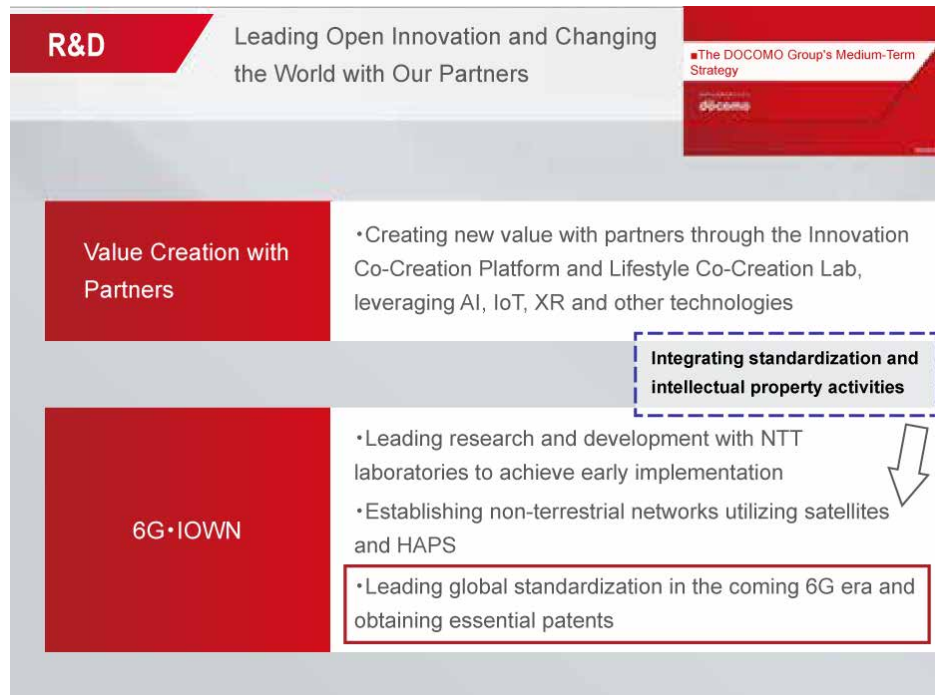 R&D
Leading Open Innovation and Changing
the World with Our Partners
■The DOCOMO Group's Medium-Term
Strategy
döcomo
Value Creation with
Partners
・Creating new value with partners through the Innovation
Co-Creation Platform and Lifestyle Co-Creation Lab,
leveraging AI, IoT, XR and other technologies
Integrating standardization and
intellectual property activities
6G・IOWN
・Leading research and development with NTT
laboratories to achieve early implementation
・Establishing non-terrestrial networks utilizing satellites
and HAPS
・Leading global standardization in the coming 6G era and
obtaining essential patents